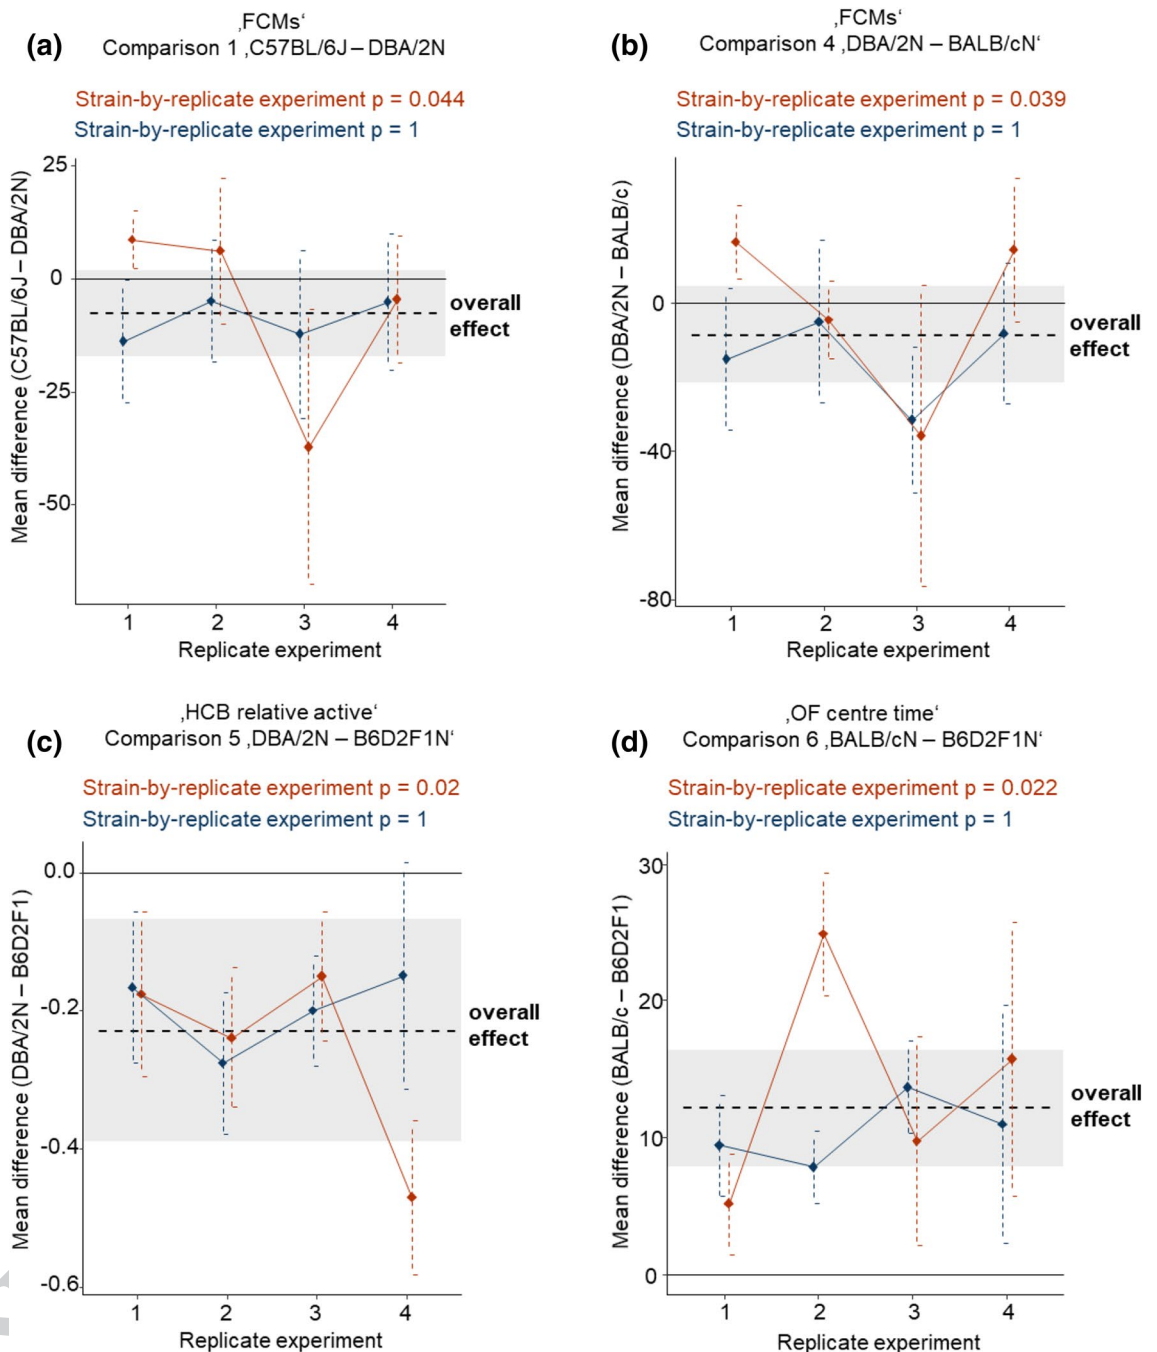 (a)
‚FCMs‘
Comparison 1 ‚C57BL/6J – DBA/2N
Strain-by-replicate experiment p = 0.044
Strain-by-replicate experiment p = 1
Mean difference (C57BL/6J – DBA/2N)
25
0
-25
-50
overall
effect
1 2 3 4
Replicate experiment
(b)
‚FCMs‘
Comparison 4 ‚DBA/2N – BALB/cN‘
Strain-by-replicate experiment p = 0.039
Strain-by-replicate experiment p = 1
Mean difference (DBA/2N – BALB/c)
0
-40
-80
overall
effect
1 2 3 4
Replicate experiment
(c)
‚HCB relative active‘
Comparison 5 ‚DBA/2N – B6D2F1N‘
Strain-by-replicate experiment p = 0.02
Strain-by-replicate experiment p = 1
Mean difference (DBA/2N – B6D2F1)
0.0
-0.2
-0.4
-0.6
overall
effect
1 2 3 4
Replicate experiment
(d)
‚OF centre time‘
Comparison 6 ‚BALB/cN – B6D2F1N‘
Strain-by-replicate experiment p = 0.022
Strain-by-replicate experiment p = 1
Mean difference (BALB/c – B6D2F1)
30
20
10
0
overall
effect
1 2 3 4
Replicate experiment